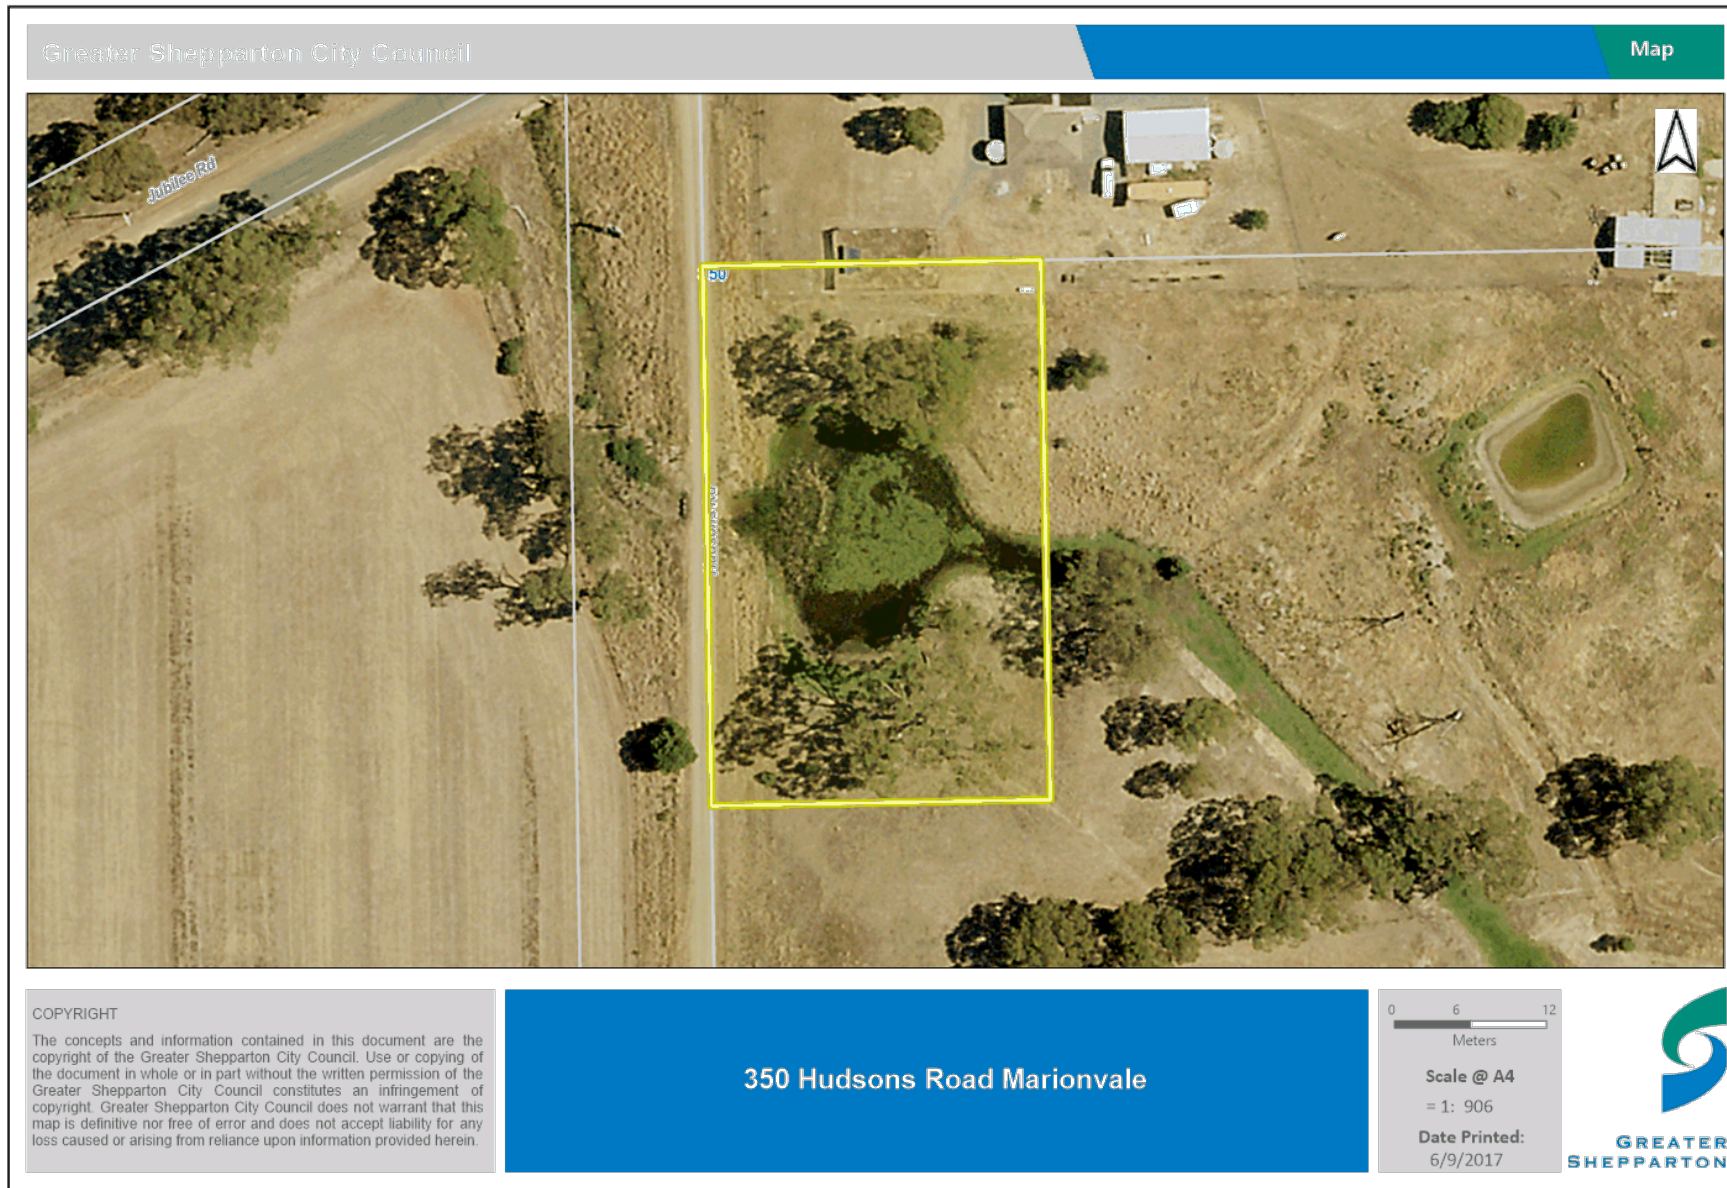 Greater Shepparton City Council
Map
Jubilee Rd
50
COPYRIGHT
The concepts and information contained in this document are the
copyright of the Greater Shepparton City Council. Use or copying of
the document in whole or in part without the written permission of the
Greater Shepparton City Council constitutes an infringement of
copyright. Greater Shepparton City Council does not warrant that this
map is definitive nor free of error and does not accept liability for any
loss caused or arising from reliance upon information provided herein.
350 Hudsons Road Marionvale
0 6 12
Meters
Scale @ A4
= 1: 906
Date Printed:
6/9/2017
GREATER
SHEPPARTON